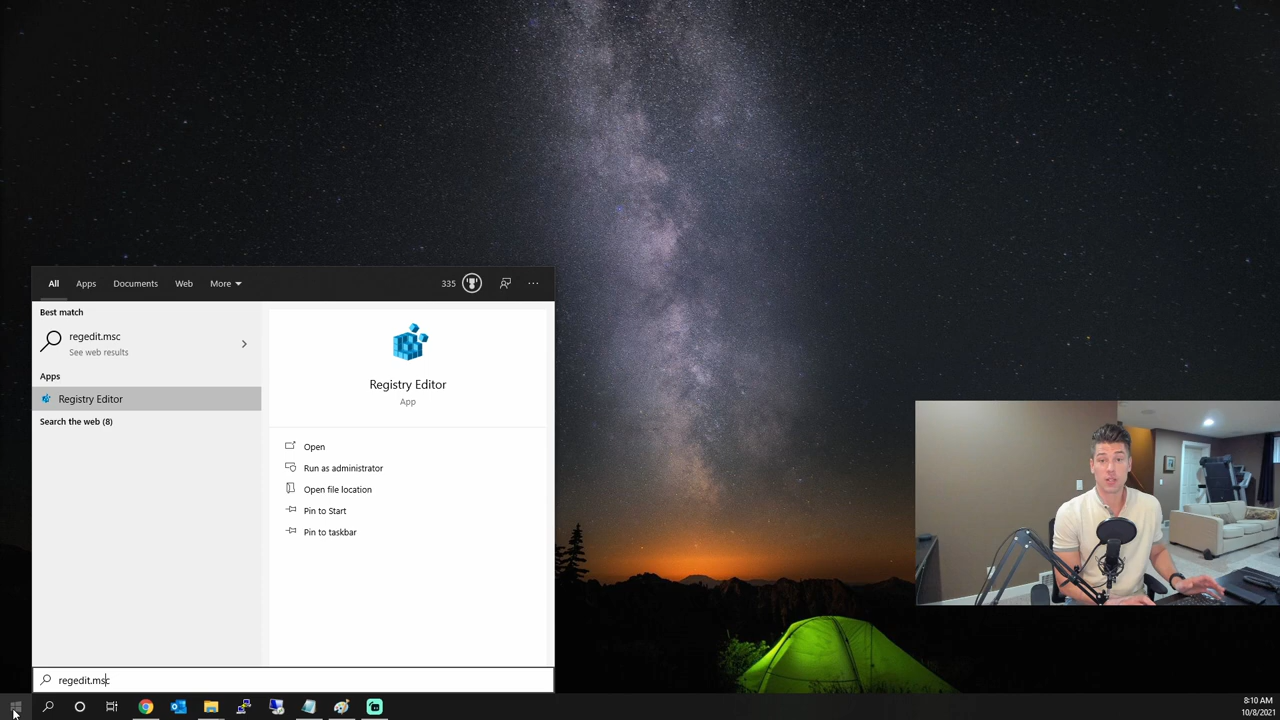 All
Apps
Documents
Web
More
335
Best match
regedit.msc
See web results
Apps
Registry Editor
Search the web (8)
Registry Editor
App
Open
Run as administrator
Open file location
Pin to Start
Pin to taskbar
regedit.msc
8:10 AM
10/8/2021